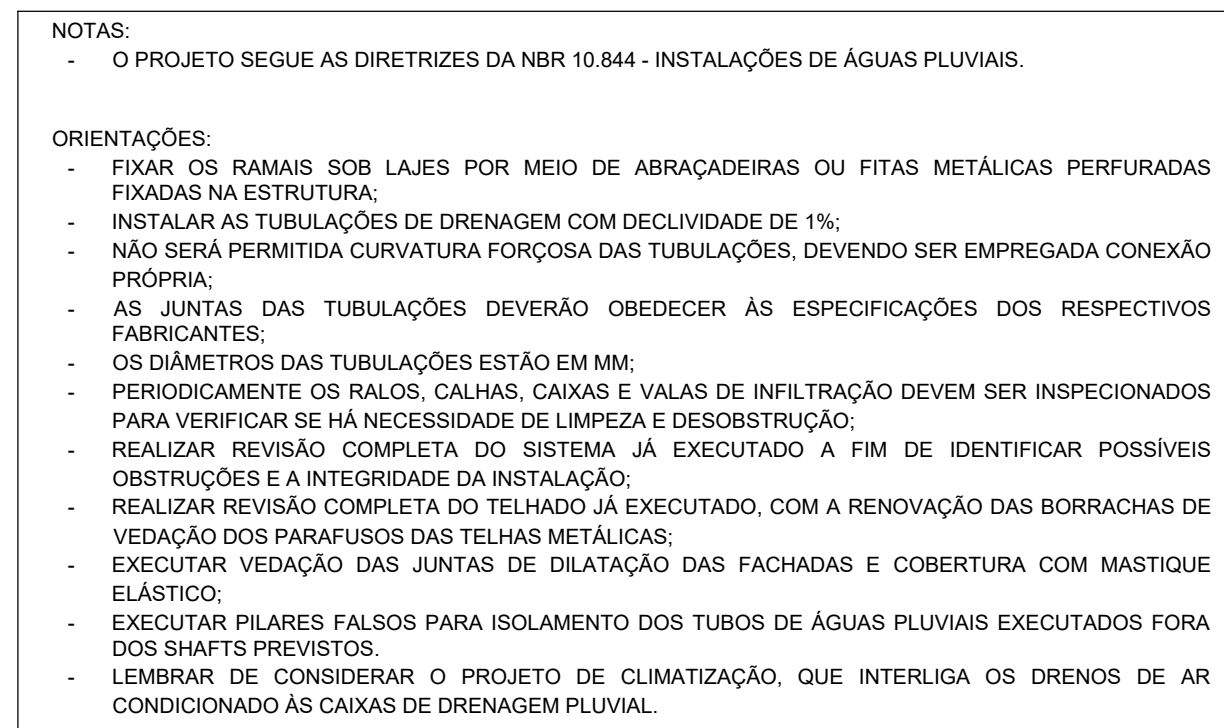 NOTAS:
- O PROJETO SEGUE AS DIRETRIZES DA NBR 10.844 - INSTALAÇÕES DE ÁGUAS PLUVIAIS.
ORIENTAÇÕES:
- FIXAR OS RAMAIS SOB LAJES POR MEIO DE ABRAÇADEIRAS OU FITAS METÁLICAS PERFURADAS
FIXADAS NA ESTRUTURA;
- INSTALAR AS TUBULAÇÕES DE DRENAGEM COM DECLIVIDADE DE 1%;
- NÃO SERÁ PERMITIDA CURVATURA FORÇOSA DAS TUBULAÇÕES, DEVENDO SER EMPREGADA CONEXÃO
PRÓPRIA;
- AS JUNTAS DAS TUBULAÇÕES DEVERÃO OBEDECER ÀS ESPECIFICAÇÕES DOS RESPECTIVOS
FABRICANTES;
- OS DIÂMETROS DAS TUBULAÇÕES ESTÃO EM MM;
- PERIODICAMENTE OS RALOS, CALHAS, CAIXAS E VALAS DE INFILTRAÇÃO DEVEM SER INSPECIONADOS
PARA VERIFICAR SE HÁ NECESSIDADE DE LIMPEZA E DESOBSTRUÇÃO;
- REALIZAR REVISÃO COMPLETA DO SISTEMA JÁ EXECUTADO A FIM DE IDENTIFICAR POSSÍVEIS
OBSTRUÇÕES E A INTEGRIDADE DA INSTALAÇÃO;
- REALIZAR REVISÃO COMPLETA DO TELHADO JÁ EXECUTADO, COM A RENOVAÇÃO DAS BORRACHAS DE
VEDAÇÃO DOS PARAFUSOS DAS TELHAS METÁLICAS;
- EXECUTAR VEDAÇÃO DAS JUNTAS DE DILATAÇÃO DAS FACHADAS E COBERTURA COM MASTIQUE
ELÁSTICO;
- EXECUTAR PILARES FALSOS PARA ISOLAMENTO DOS TUBOS DE ÁGUAS PLUVIAIS EXECUTADOS FORA
DOS SHAFTS PREVISTOS.
- LEMBRAR DE CONSIDERAR O PROJETO DE CLIMATIZAÇÃO, QUE INTERLIGA OS DRENOS DE AR
CONDICIONADO ÀS CAIXAS DE DRENAGEM PLUVIAL.